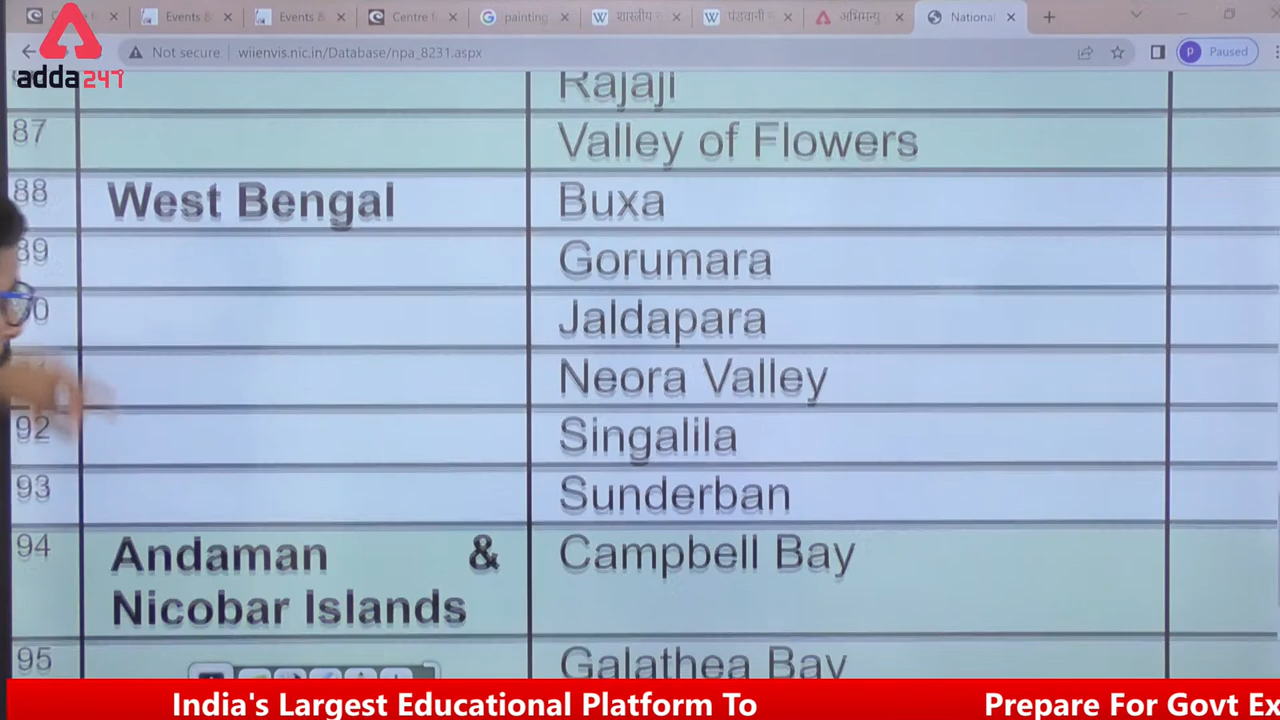 Events &
Events &
Centre f
painting
शास्त्रीय
पंडवानी
अभिमन्यु
National
Not secure
wiienvis.nic.in/Database/npa_8231.aspx
P
Paused
adda247
Rajaji
87
Valley of Flowers
88
West Bengal
Buxa
89
Gorumara
Jaldapara
Neora Valley
92
Singalila
93
Sunderban
94
Andaman &
Nicobar Islands
Campbell Bay
95
Galathea Bay
India's Largest Educational Platform To
Prepare For Govt Ex